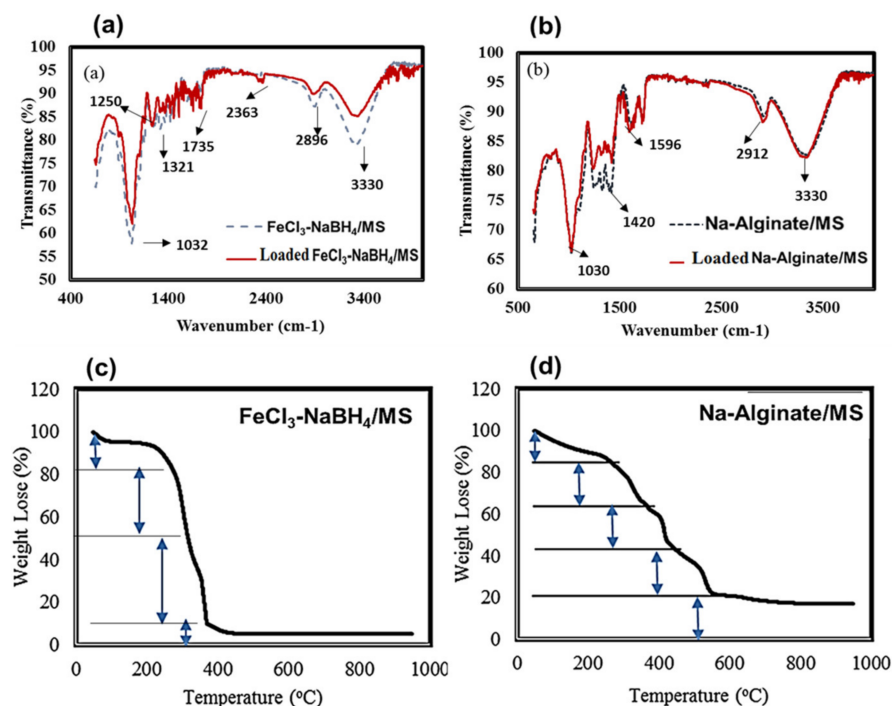 (a)
(b)
100
95
90
85
80
75
70
65
60
55
50
Transmittance (%)
(a)
1250
1321
1735
2363
2896
3330
1032
FeCl₃-NaBH₄/MS
Loaded FeCl₃-NaBH₄/MS
400 1400 2400 3400
Wavenumber (cm-1)
100
95
90
85
80
75
70
65
60
Transmittance (%)
(b)
1596
2912
3330
1420
1030
Na-Alginate/MS
Loaded Na-Alginate/MS
500 1500 2500 3500
Wavenumber (cm-1)
(c)
(d)
120
100
80
60
40
20
0
Weight Lose (%)
FeCl₃-NaBH₄/MS
0 200 400 600 800 1000
Temperature (ºC)
120
100
80
60
40
20
0
Weight Lose (%)
Na-Alginate/MS
0 200 400 600 800 1000
Temperature (ºC)